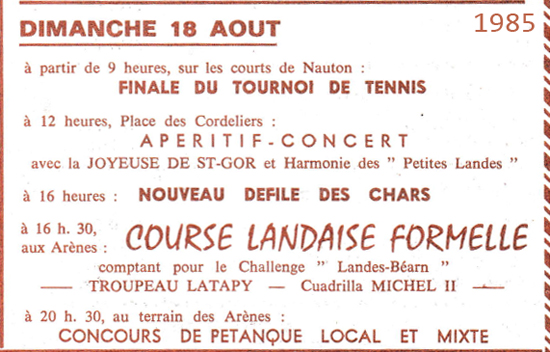 DIMANCHE 18 AOUT 1985
à partir de 9 heures, sur les courts de Nauton :
FINALE DU TOURNOI DE TENNIS
à 12 heures, Place des Cordeliers :
APERITIF-CONCERT
avec la JOYEUSE DE ST-GOR et Harmonie des " Petites Landes "
à 16 heures : NOUVEAU DEFILE DES CHARS
à 16 h. 30,
aux Arènes : COURSE LANDAISE FORMELLE
comptant pour le Challenge " Landes-Béarn "
— TROUPEAU LATAPY — Cuadrilla MICHEL II —
à 20 h. 30, au terrain des Arènes :
CONCOURS DE PETANQUE LOCAL ET MIXTE